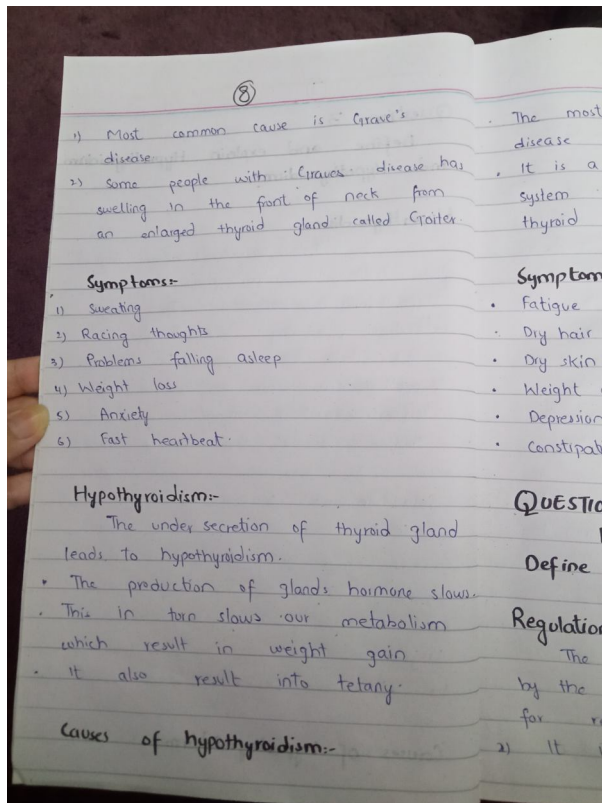 8
1) Most common cause is Grave's
disease
2) Some people with Graves disease has
swelling in the front of neck from
an enlarged thyroid gland called Goiter.
Symptoms:-
1) Sweating
2) Racing thoughts
3) Problems falling asleep
4) Weight loss
5) Anxiety
6) Fast heartbeat.
Hypothyroidism:-
The under secretion of thyroid gland
leads to hypothyroidism.
• The production of glands hormone slows.
• This in torn slows our metabolism
which result in weight gain
• It also result into tetany.
Causes of hypothyroidism:-
• The most
disease
• It is a
system
thyroid
Symptom
• Fatigue
• Dry hair
• Dry skin
• Weight
• Depression
• Constipat
QUESTIO
Define
Regulation
The
by the
for
2) It